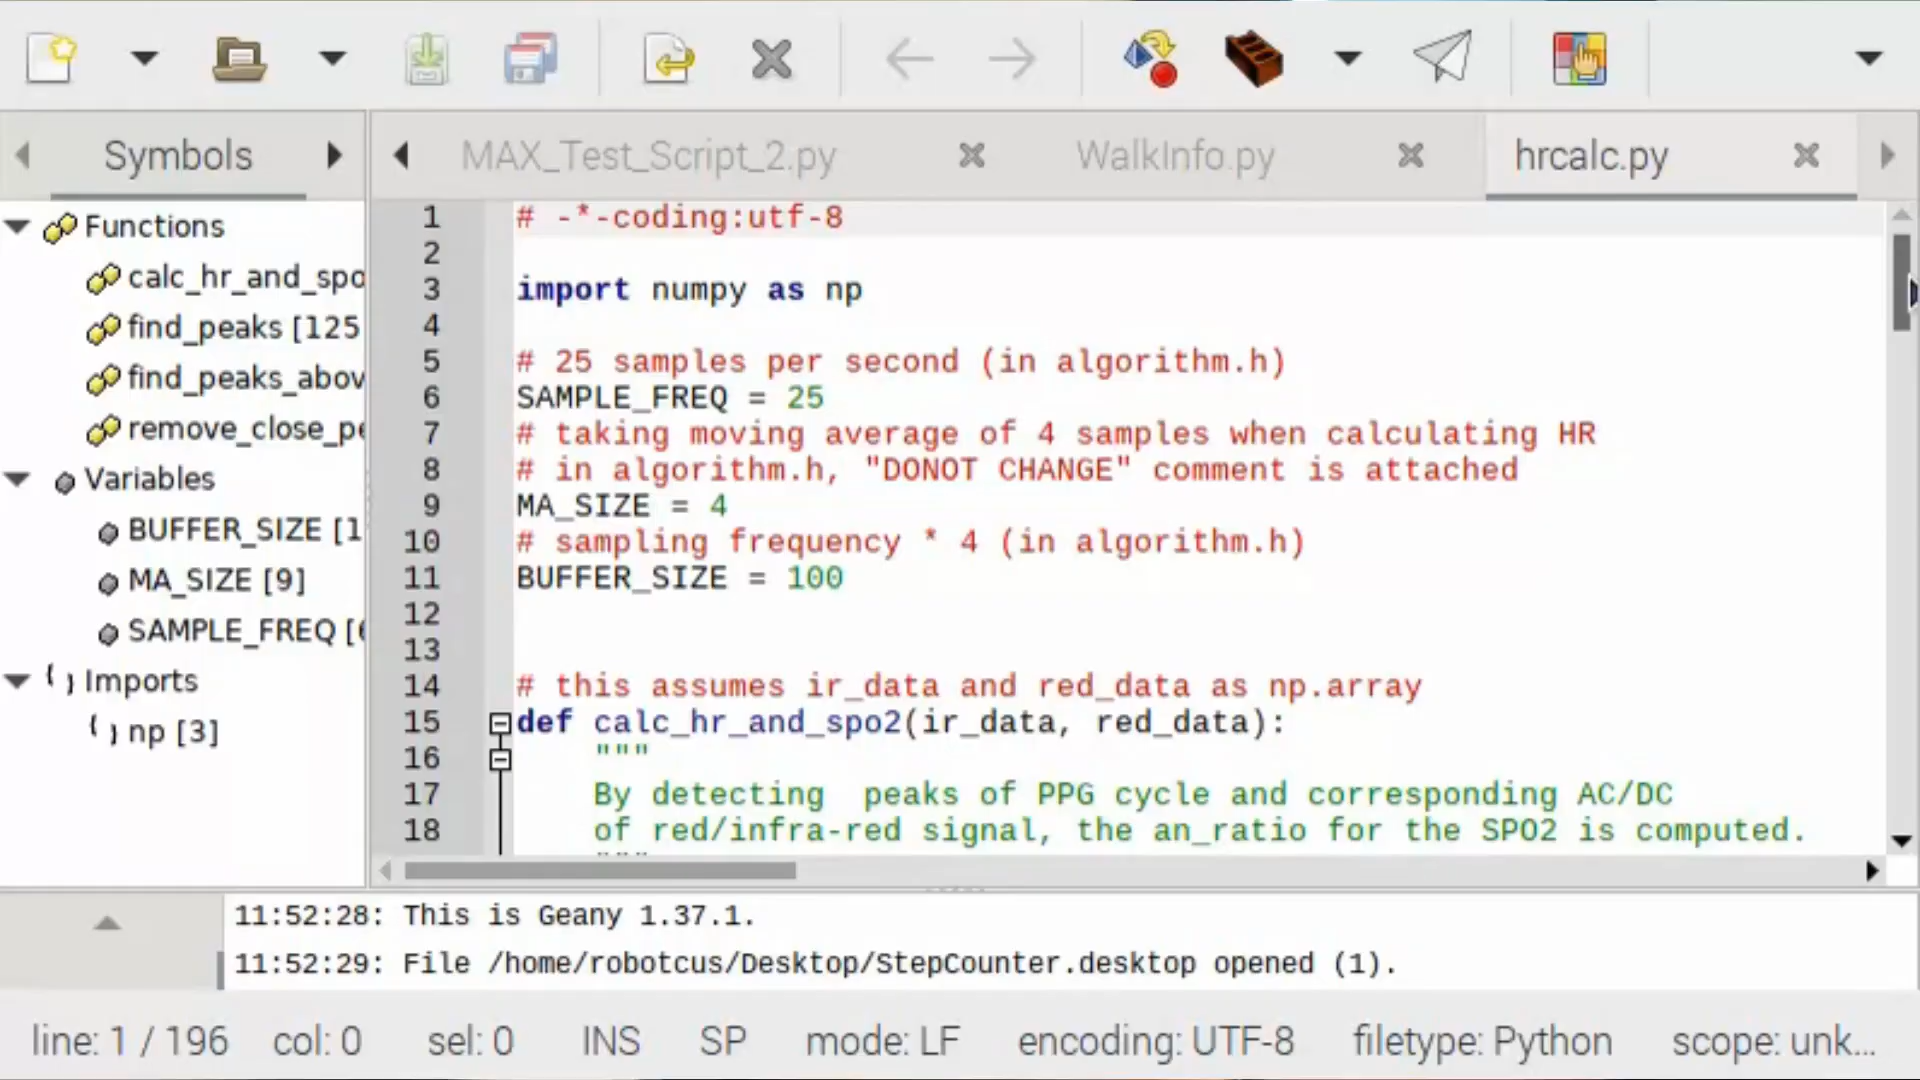 Symbols
MAX_Test_Script_2.py
WalkInfo.py
hrcalc.py
Functions
calc_hr_and_spo
find_peaks [125
find_peaks_abov
remove_close_pe
Variables
BUFFER_SIZE [1
MA_SIZE [9]
SAMPLE_FREQ [6
Imports
np [3]
1 # -*-coding:utf-8
2
3 import numpy as np
4
5 # 25 samples per second (in algorithm.h)
6 SAMPLE_FREQ = 25
7 # taking moving average of 4 samples when calculating HR
8 # in algorithm.h, "DONOT CHANGE" comment is attached
9 MA_SIZE = 4
10 # sampling frequency * 4 (in algorithm.h)
11 BUFFER_SIZE = 100
12
13
14 # this assumes ir_data and red_data as np.array
15 def calc_hr_and_spo2(ir_data, red_data):
16 """
17 By detecting  peaks of PPG cycle and corresponding AC/DC
18 of red/infra-red signal, the an_ratio for the SPO2 is computed.
"""
11:52:28: This is Geany 1.37.1.
11:52:29: File /home/robotcus/Desktop/StepCounter.desktop opened (1).
line: 1 / 196 col: 0 sel: 0 INS SP mode: LF encoding: UTF-8 filetype: Python scope: unk...